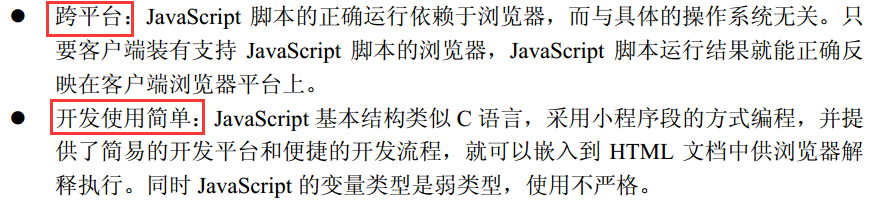 ● 跨平台：JavaScript 脚本的正确运行依赖于浏览器，而与具体的操作系统无关。只
要客户端装有支持 JavaScript 脚本的浏览器，JavaScript 脚本运行结果就能正确反
映在客户端浏览器平台上。
● 开发使用简单：JavaScript 基本结构类似 C 语言，采用小程序段的方式编程，并提
供了简易的开发平台和便捷的开发流程，就可以嵌入到 HTML 文档中供浏览器解
释执行。同时 JavaScript 的变量类型是弱类型，使用不严格。